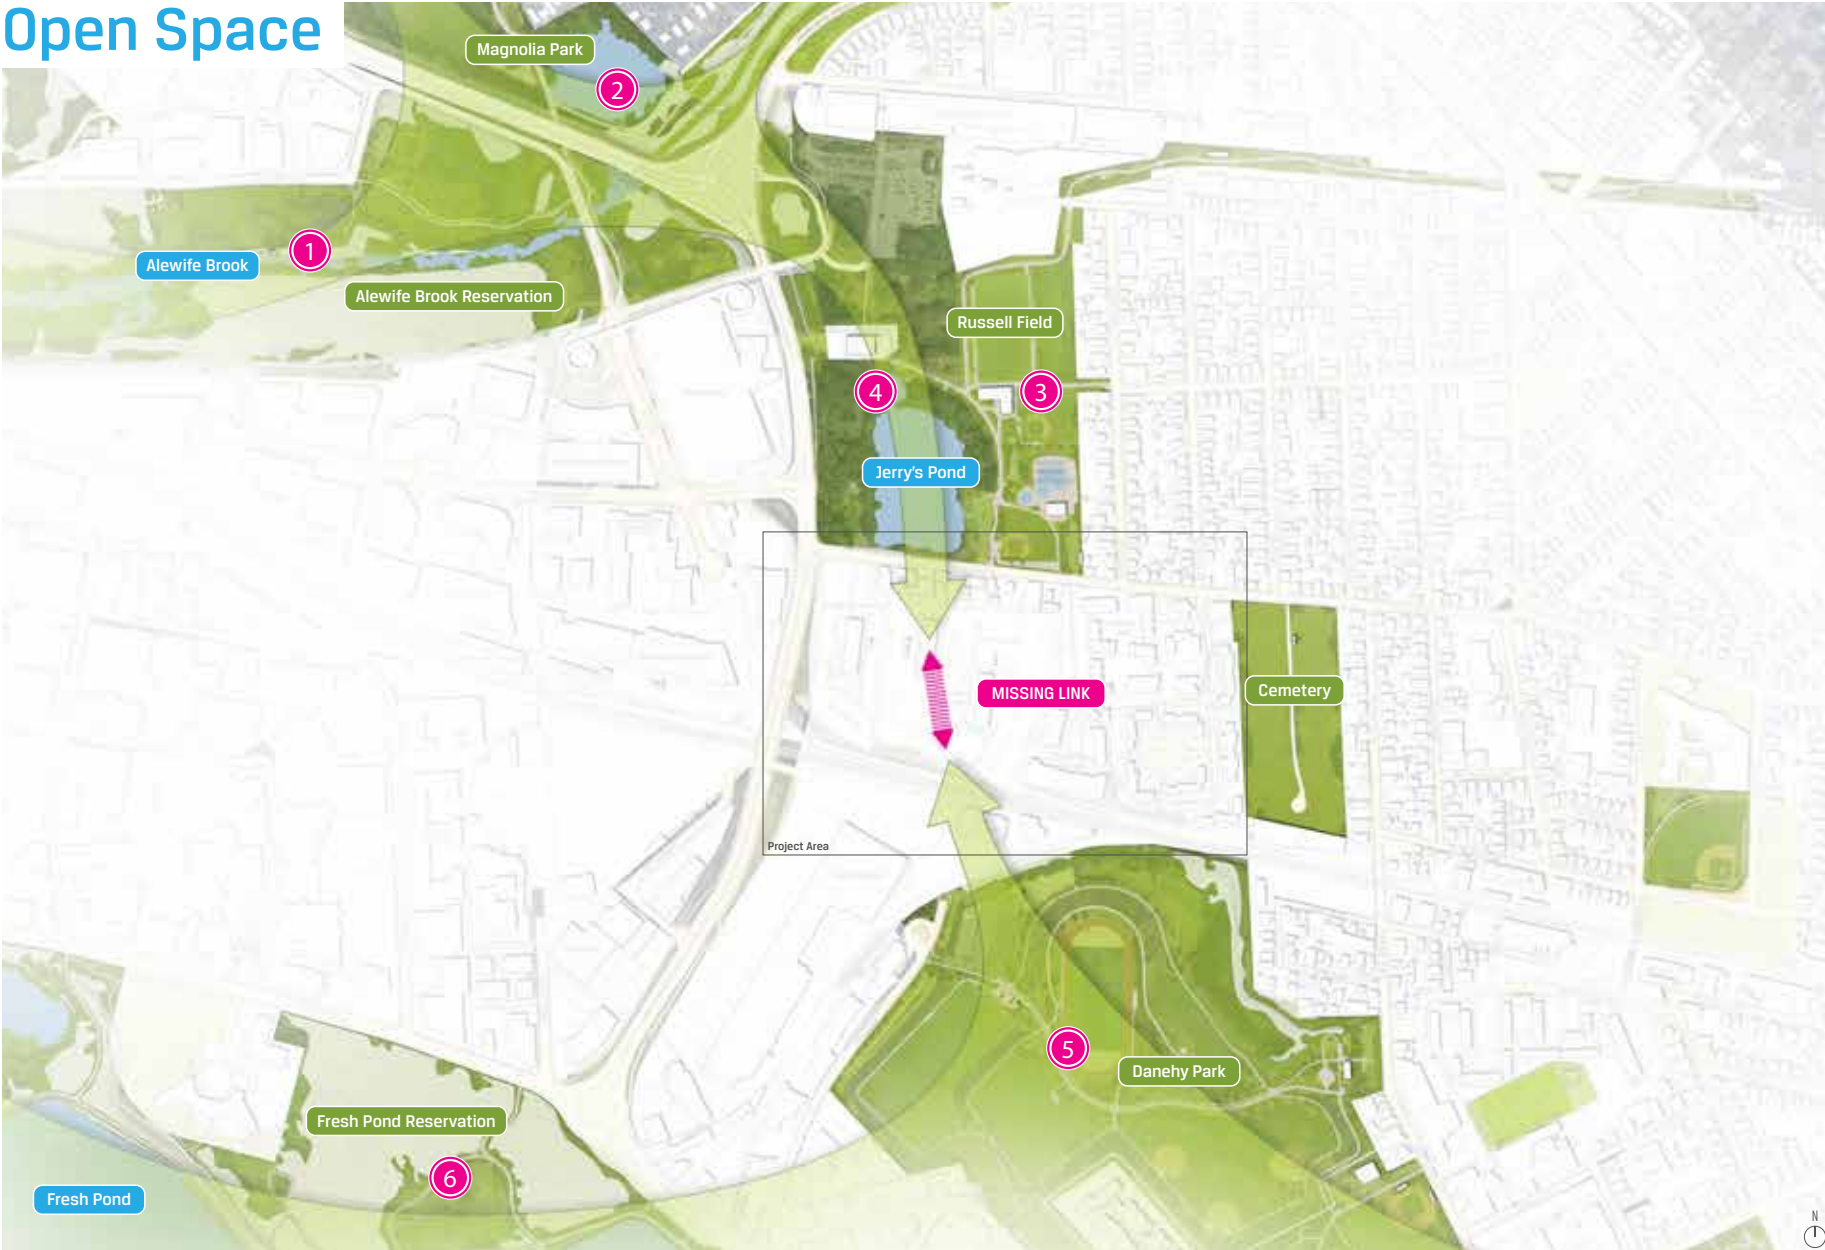 Open Space
Magnolia Park
2
1
Alewife Brook
Alewife Brook Reservation
Russell Field
4
3
Jerry's Pond
MISSING LINK
Cemetery
Project Area
5
Danehy Park
Fresh Pond Reservation
6
Fresh Pond
N